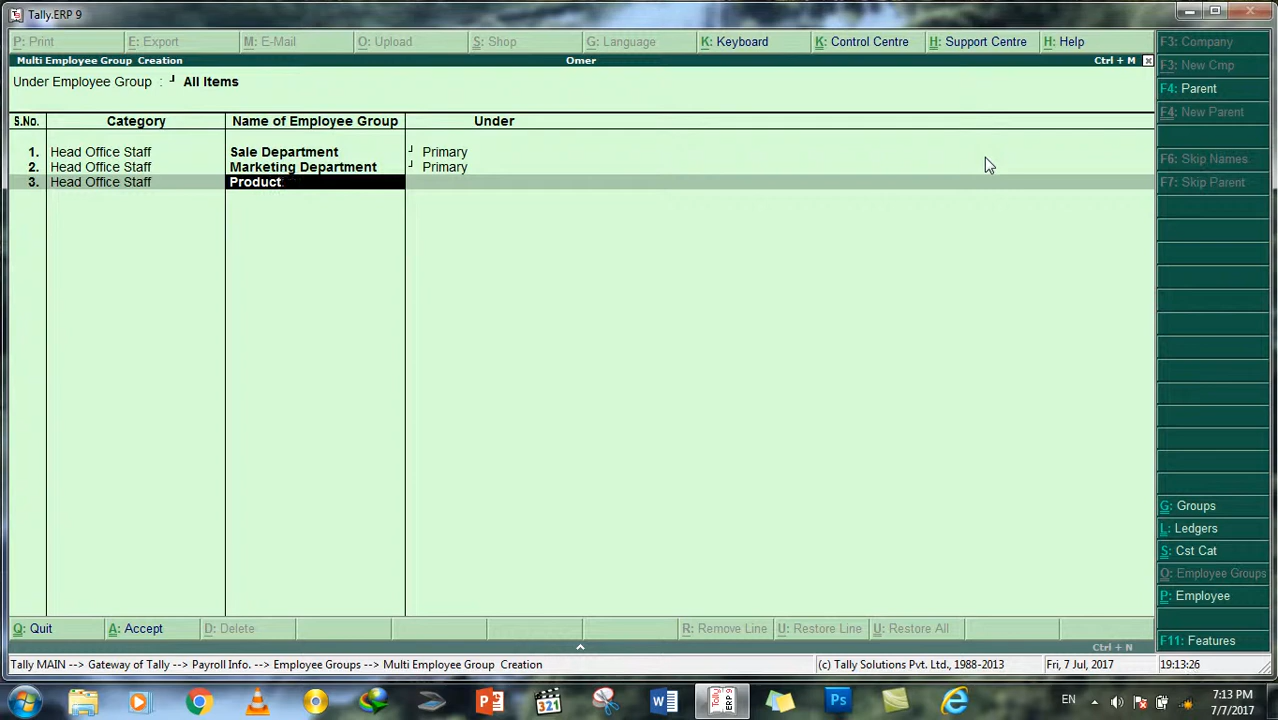 Tally.ERP 9
P: Print E: Export M: E-Mail O: Upload S: Shop G: Language K: Keyboard K: Control Centre H: Support Centre H: Help
Multi Employee Group Creation Omer Ctrl + M
Under Employee Group : ┘ All Items
S.No. Category Name of Employee Group Under
1. Head Office Staff Sale Department ┘ Primary
2. Head Office Staff Marketing Department ┘ Primary
3. Head Office Staff Product
F3: Company
F3: New Cmp
F4: Parent
F4: New Parent
F6: Skip Names
F7: Skip Parent
G: Groups
L: Ledgers
S: Cst Cat
O: Employee Groups
P: Employee
F11: Features
Q: Quit A: Accept D: Delete R: Remove Line U: Restore Line U: Restore All
Ctrl + N
Tally MAIN --> Gateway of Tally --> Payroll Info. --> Employee Groups --> Multi Employee Group Creation (c) Tally Solutions Pvt. Ltd., 1988-2013 Fri, 7 Jul, 2017 19:13:26
321 ERP 9 EN 7:13 PM
7/7/2017